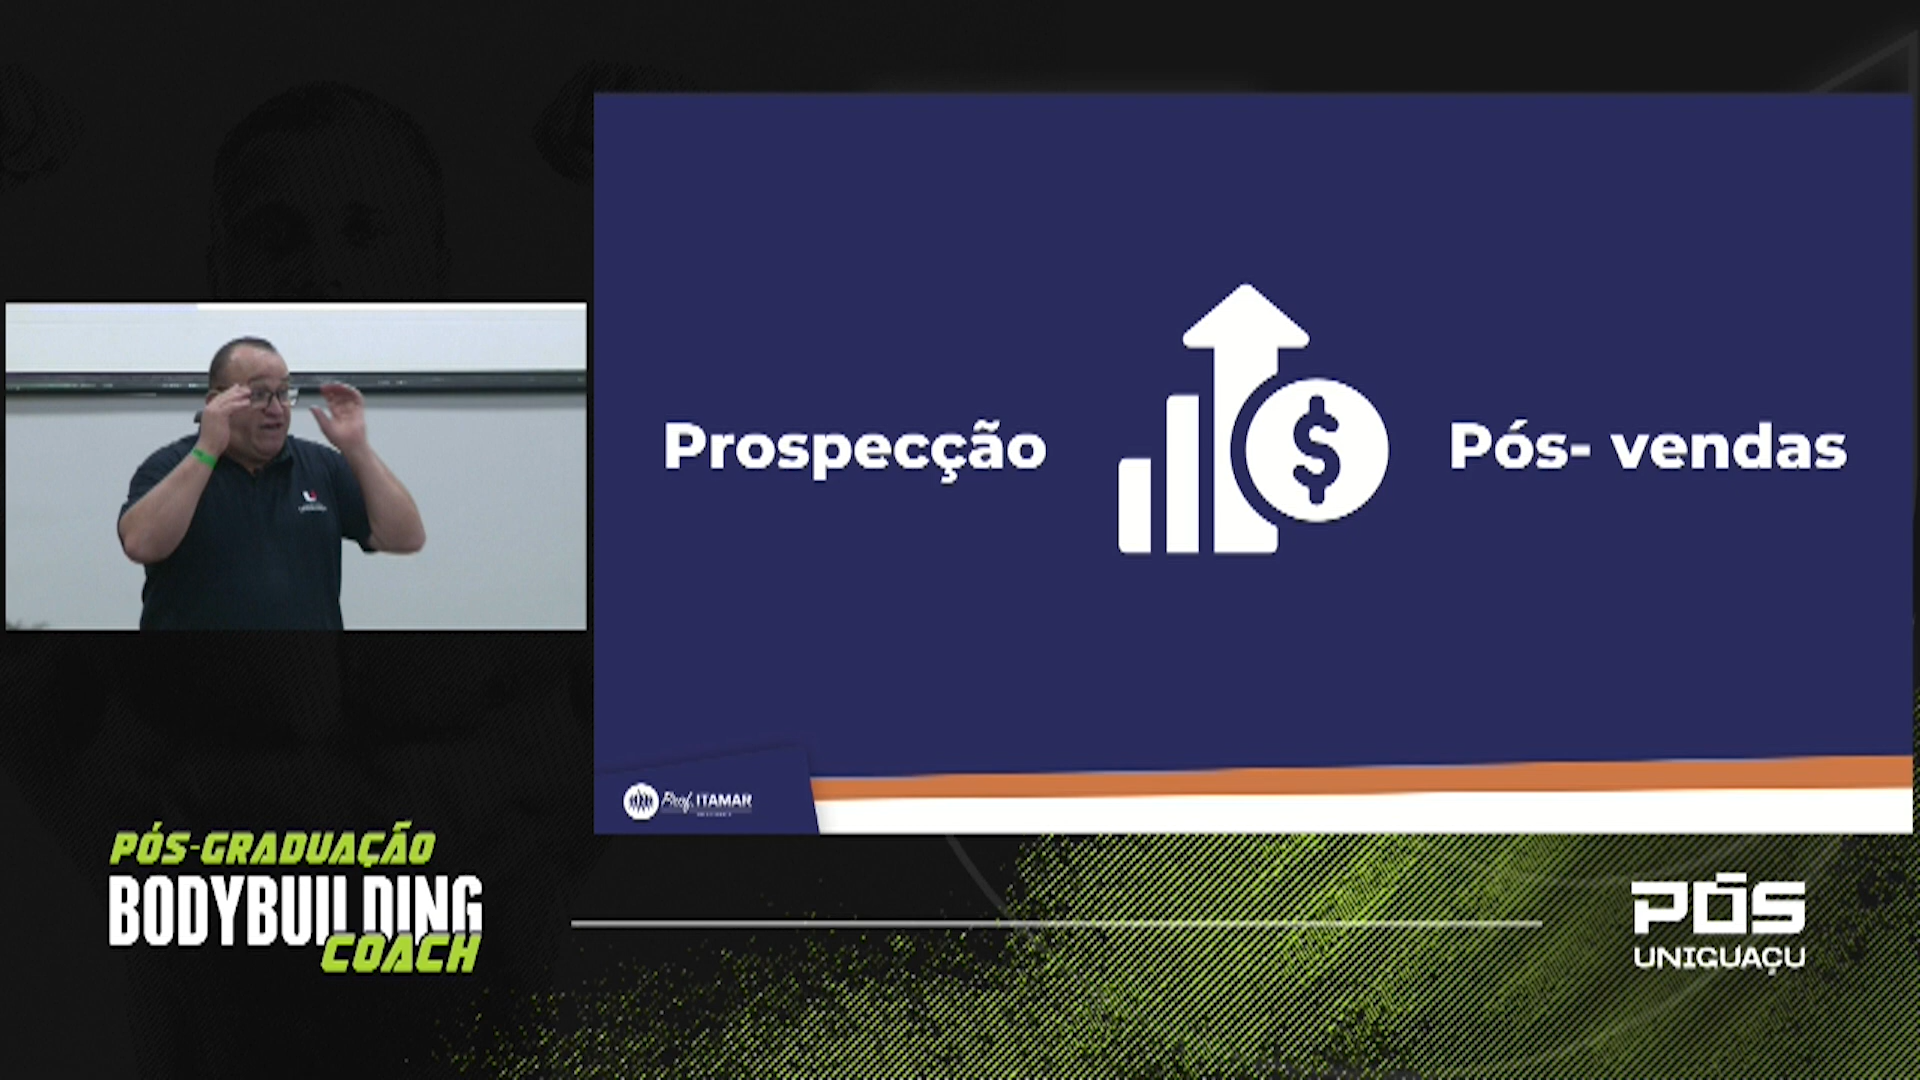 Prospecção
$
Pós- vendas
Prof. ITAMAR
PÓS-GRADUAÇÃO
BODYBUILDING
COACH
PÓS
UNIGUAÇU